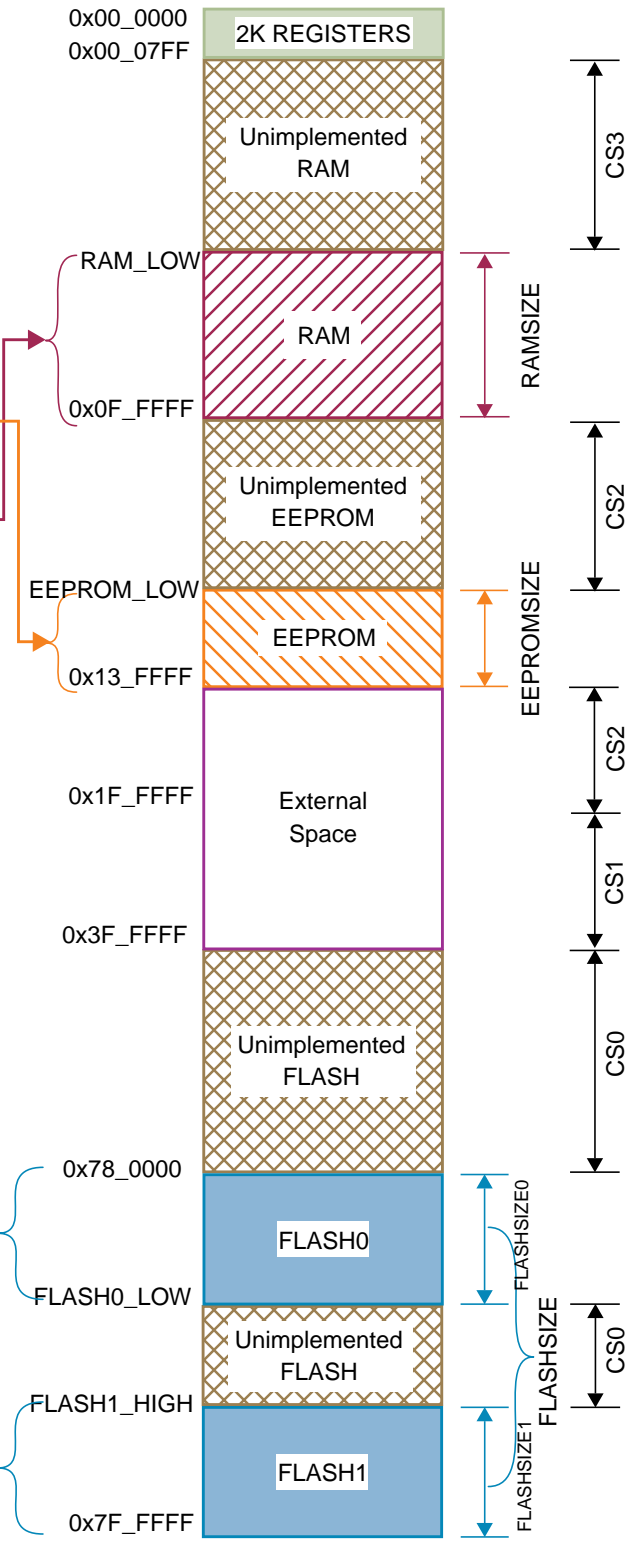 0x00_0000
2K REGISTERS
0x00_07FF
Unimplemented
RAM
CS3
RAM_LOW
RAM
RAMSIZE
0x0F_FFFF
Unimplemented
EEPROM
CS2
EEPROM_LOW
EEPROM
EEPROMSIZE
0x13_FFFF
CS2
0x1F_FFFF
External
Space
CS1
0x3F_FFFF
Unimplemented
FLASH
CS0
0x78_0000
FLASH0
FLASHSIZE0
FLASH0_LOW
Unimplemented
FLASH
FLASHSIZE
CS0
FLASH1_HIGH
FLASH1
FLASHSIZE1
0x7F_FFFF